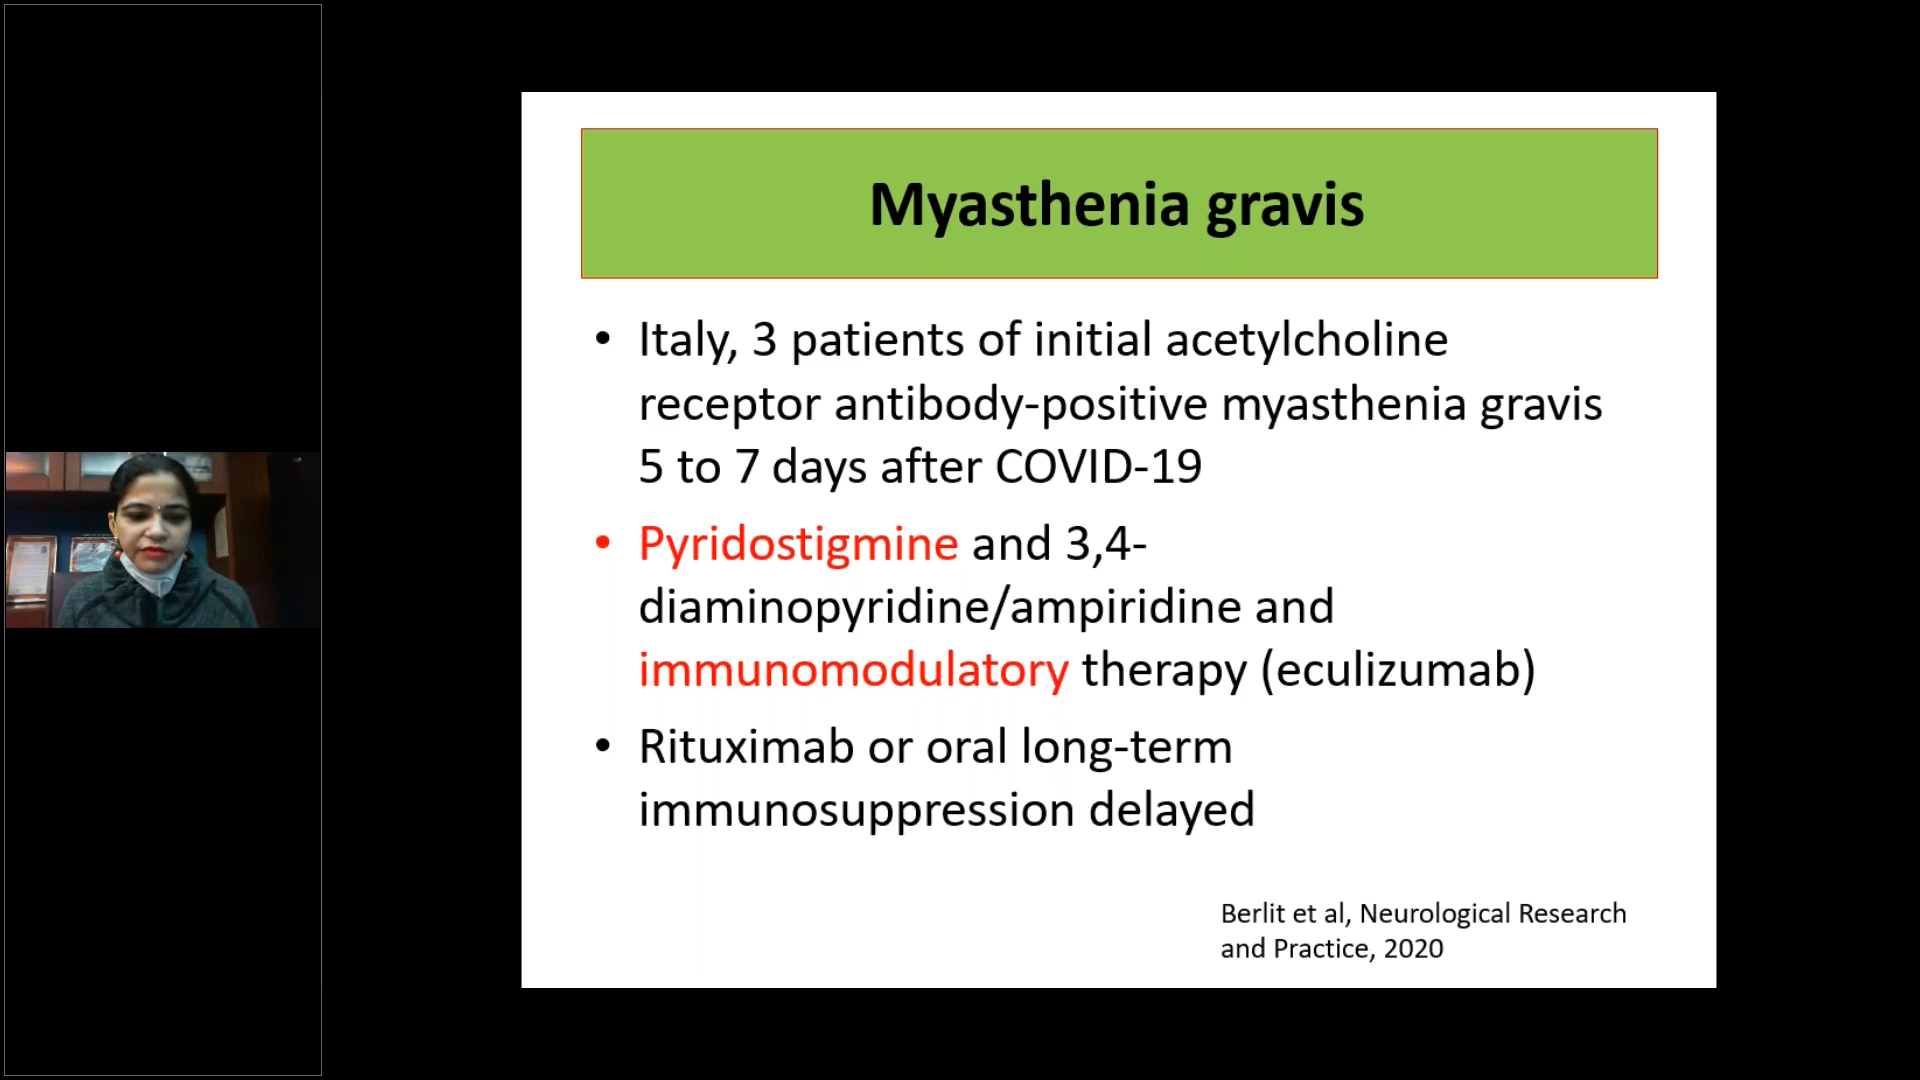 Myasthenia gravis
• Italy, 3 patients of initial acetylcholine
receptor antibody-positive myasthenia gravis
5 to 7 days after COVID-19
• Pyridostigmine and 3,4-
diaminopyridine/ampiridine and
immunomodulatory therapy (eculizumab)
• Rituximab or oral long-term
immunosuppression delayed
Berlit et al, Neurological Research
and Practice, 2020